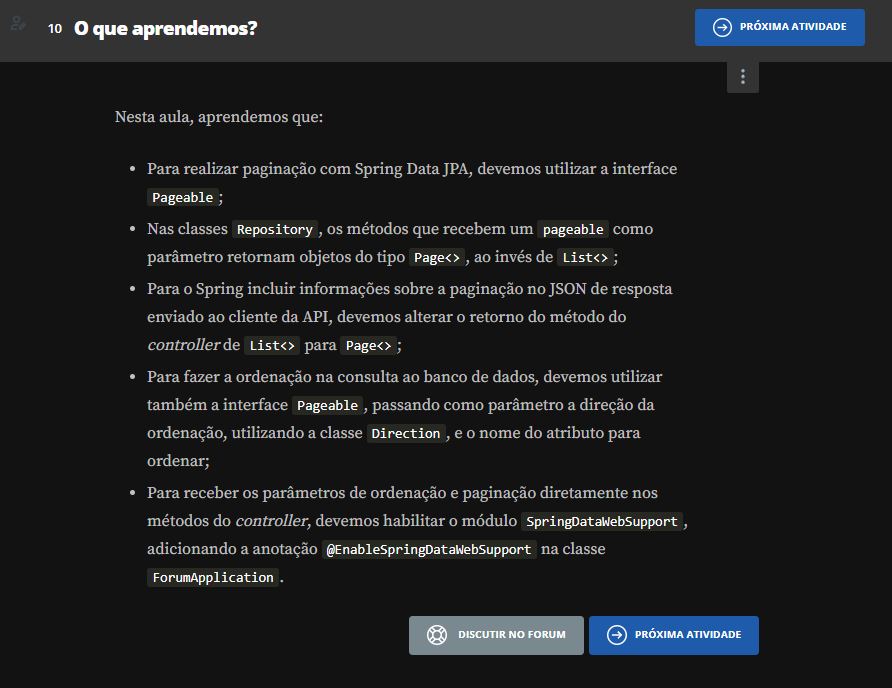 10 O que aprendemos?
PRÓXIMA ATIVIDADE
Nesta aula, aprendemos que:
• Para realizar paginação com Spring Data JPA, devemos utilizar a interface
Pageable ;
• Nas classes Repository , os métodos que recebem um pageable como
parâmetro retornam objetos do tipo Page<> , ao invés de List<> ;
• Para o Spring incluir informações sobre a paginação no JSON de resposta
enviado ao cliente da API, devemos alterar o retorno do método do
controller de List<> para Page<> ;
• Para fazer a ordenação na consulta ao banco de dados, devemos utilizar
também a interface Pageable , passando como parâmetro a direção da
ordenação, utilizando a classe Direction , e o nome do atributo para
ordenar;
• Para receber os parâmetros de ordenação e paginação diretamente nos
métodos do controller, devemos habilitar o módulo SpringDataWebSupport ,
adicionando a anotação @EnableSpringDataWebSupport na classe
ForumApplication .
DISCUTIR NO FORUM
PRÓXIMA ATIVIDADE